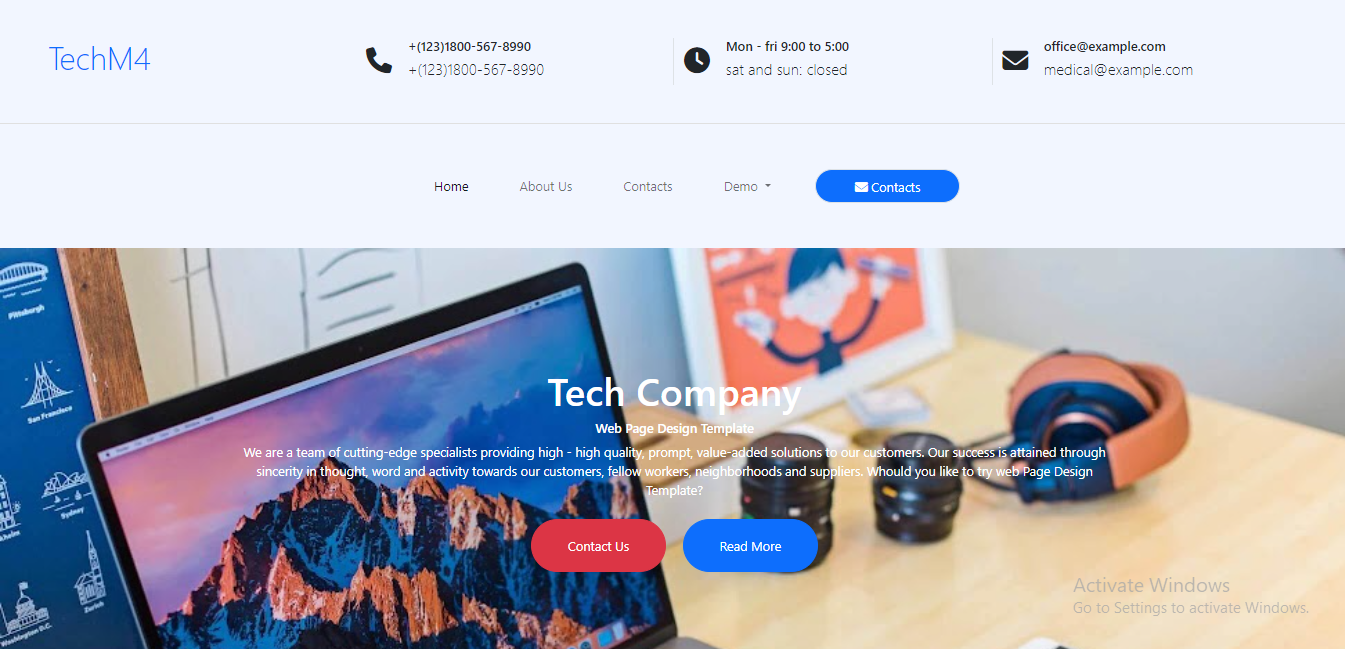 TechM4
+(123)1800-567-8990
+(123)1800-567-8990
Mon - fri 9:00 to 5:00
sat and sun: closed
office@example.com
medical@example.com
Home
About Us
Contacts
Demo
Contacts
Pittsburgh
San Francisco
Sydney
Zurich
Washington D.C.
Tech Company
Web Page Design Template
We are a team of cutting-edge specialists providing high - high quality, prompt, value-added solutions to our customers. Our success is attained through
sincerity in thought, word and activity towards our customers, fellow workers, neighborhoods and suppliers. Whould you like to try web Page Design
Template?
Contact Us
Read More
Activate Windows
Go to Settings to activate Windows.